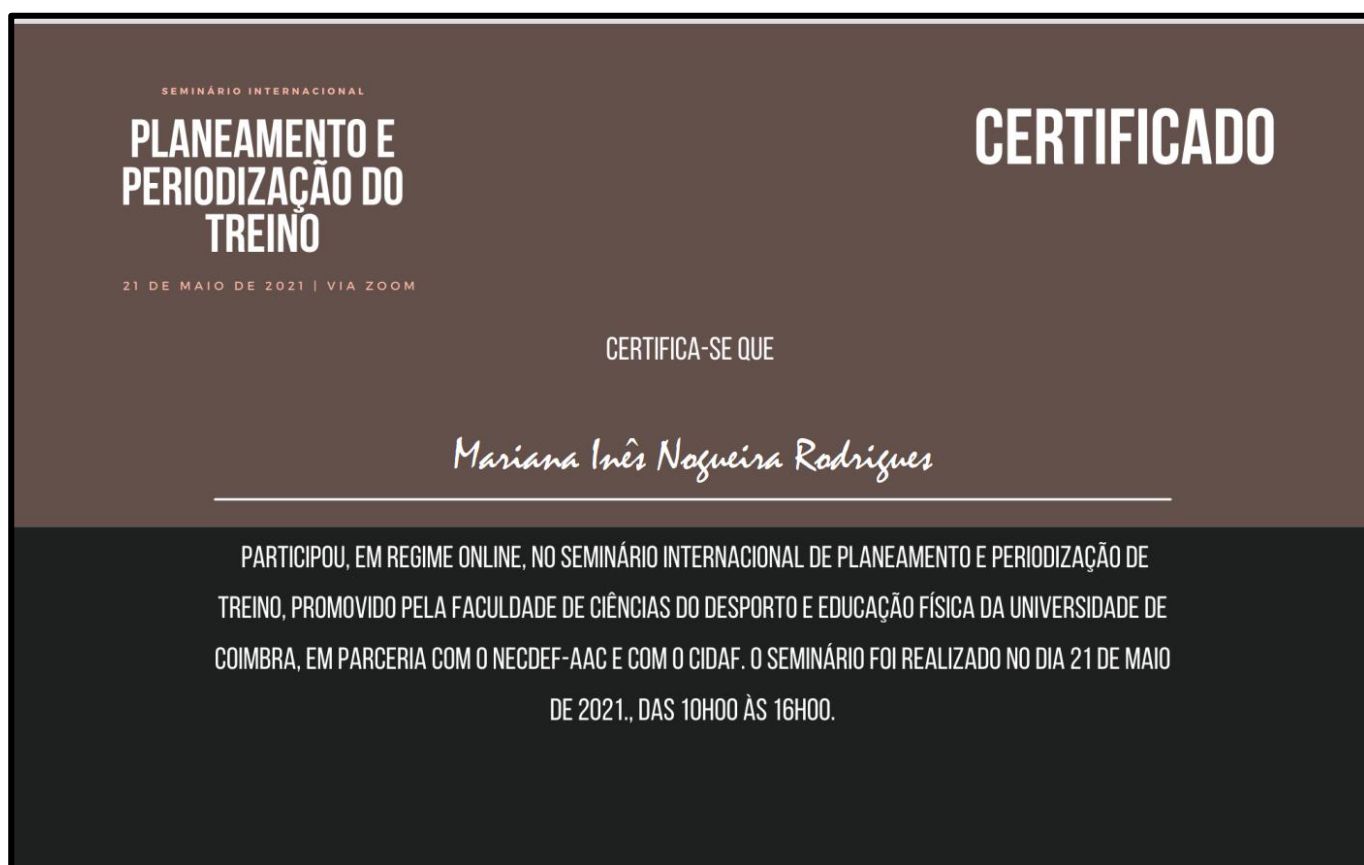 SEMINÁRIO INTERNACIONAL
PLANEAMENTO E
PERIODIZAÇÃO DO
TREINO
21 DE MAIO DE 2021 | VIA ZOOM
CERTIFICADO
CERTIFICA-SE QUE
Mariana Inês Nogueira Rodrigues
PARTICIPOU, EM REGIME ONLINE, NO SEMINÁRIO INTERNACIONAL DE PLANEAMENTO E PERIODIZAÇÃO DE
TREINO, PROMOVIDO PELA FACULDADE DE CIÊNCIAS DO DESPORTO E EDUCAÇÃO FÍSICA DA UNIVERSIDADE DE
COIMBRA, EM PARCERIA COM O NECDEF-AAC E COM O CIDAF. O SEMINÁRIO FOI REALIZADO NO DIA 21 DE MAIO
DE 2021., DAS 10H00 ÀS 16H00.